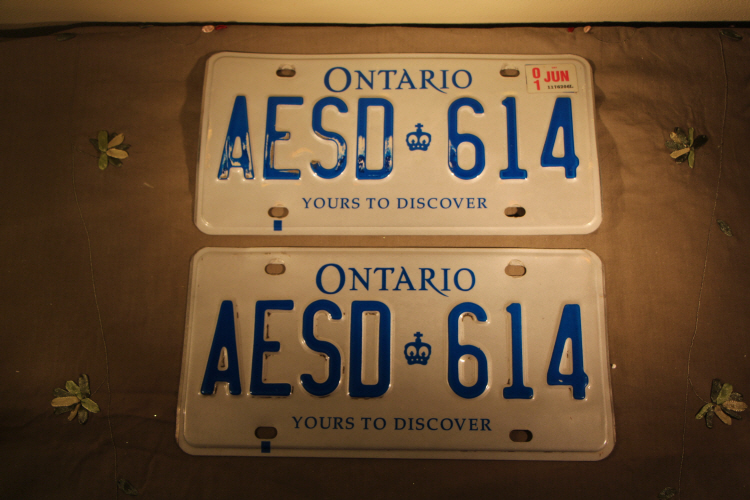 ONTARIO
01 JUN
AESD 614
YOURS TO DISCOVER
ONTARIO
AESD 614
YOURS TO DISCOVER